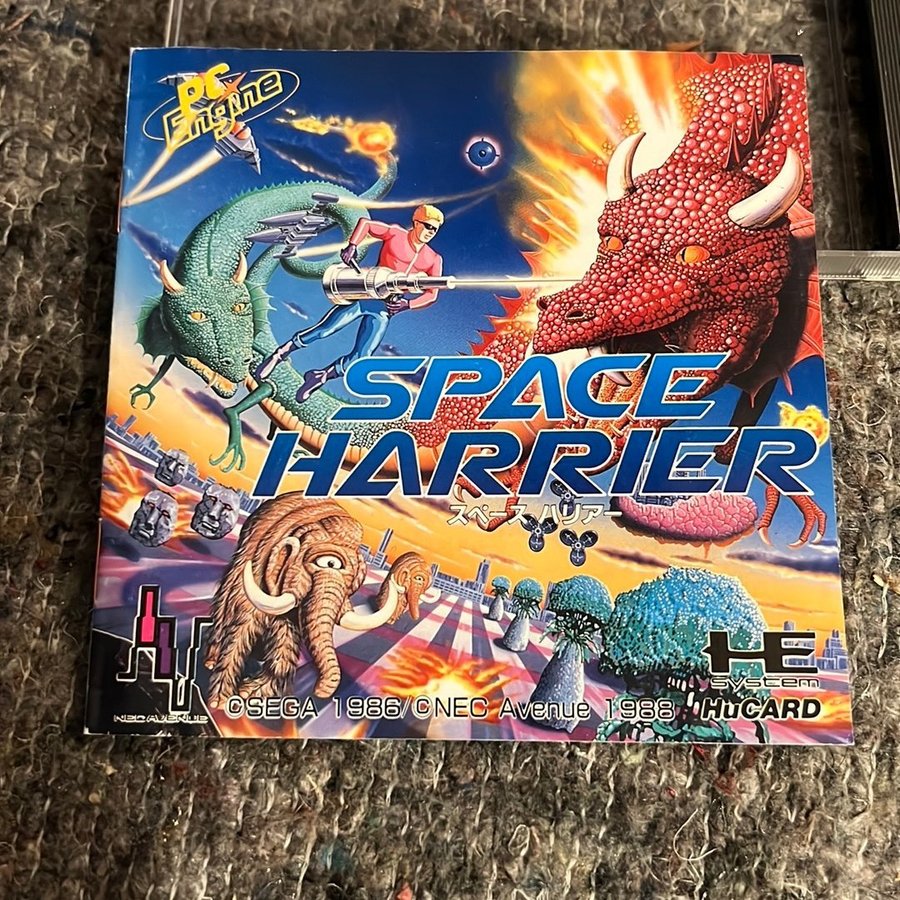 PC
Engine
SPACE
HARRIER
スペースハリアー
HE
SYSTEM
NEC AVENUE
©SEGA 1986/©NEC Avenue 1988 HuCARD